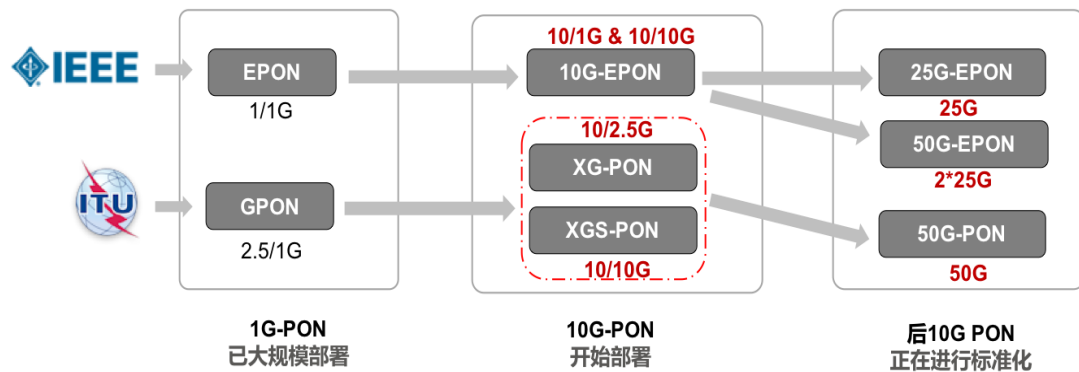 IEEE
EPON
1/1G
10/1G & 10/10G
10G-EPON
25G-EPON
25G
50G-EPON
2*25G
ITU
GPON
2.5/1G
10/2.5G
XG-PON
XGS-PON
10/10G
50G-PON
50G
1G-PON
已大规模部署
10G-PON
开始部署
后10G PON
正在进行标准化